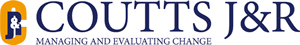 J&R COUTTS J&R
MANAGING AND EVALUATING CHANGE